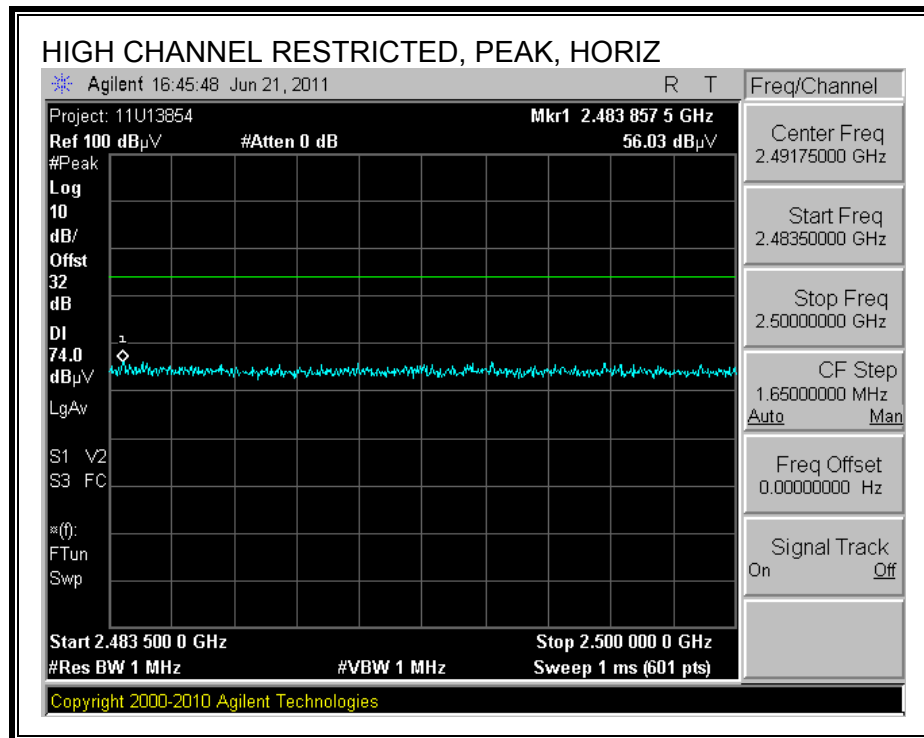 HIGH CHANNEL RESTRICTED, PEAK, HORIZ
Agilent 16:45:48 Jun 21, 2011 R T
Project: 11U13854 Mkr1 2.483 857 5 GHz
Ref 100 dBµV #Atten 0 dB 56.03 dBµV
#Peak
Log
10
dB/
Offst
32
dB
DI
74.0
dBµV
LgAv
S1 V2
S3 FC
¤(f):
FTun
Swp
1
Start 2.483 500 0 GHz Stop 2.500 000 0 GHz
#Res BW 1 MHz #VBW 1 MHz Sweep 1 ms (601 pts)
Copyright 2000-2010 Agilent Technologies
Freq/Channel
Center Freq
2.49175000 GHz
Start Freq
2.48350000 GHz
Stop Freq
2.50000000 GHz
CF Step
1.65000000 MHz
Auto Man
Freq Offset
0.00000000 Hz
Signal Track
On Off